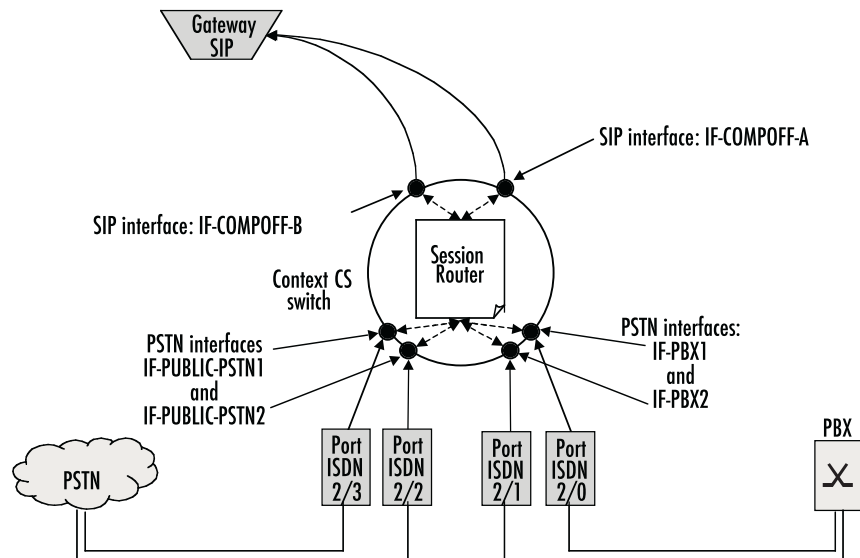 Gateway
SIP
SIP interface: IF-COMPOFF-A
SIP interface: IF-COMPOFF-B
Session
Router
Context CS
switch
PSTN interfaces
IF-PUBLIC-PSTN1
and
IF-PUBLIC-PSTN2
PSTN interfaces:
IF-PBX1
and
IF-PBX2
PSTN
Port
ISDN
2/3
Port
ISDN
2/2
Port
ISDN
2/1
Port
ISDN
2/0
PBX